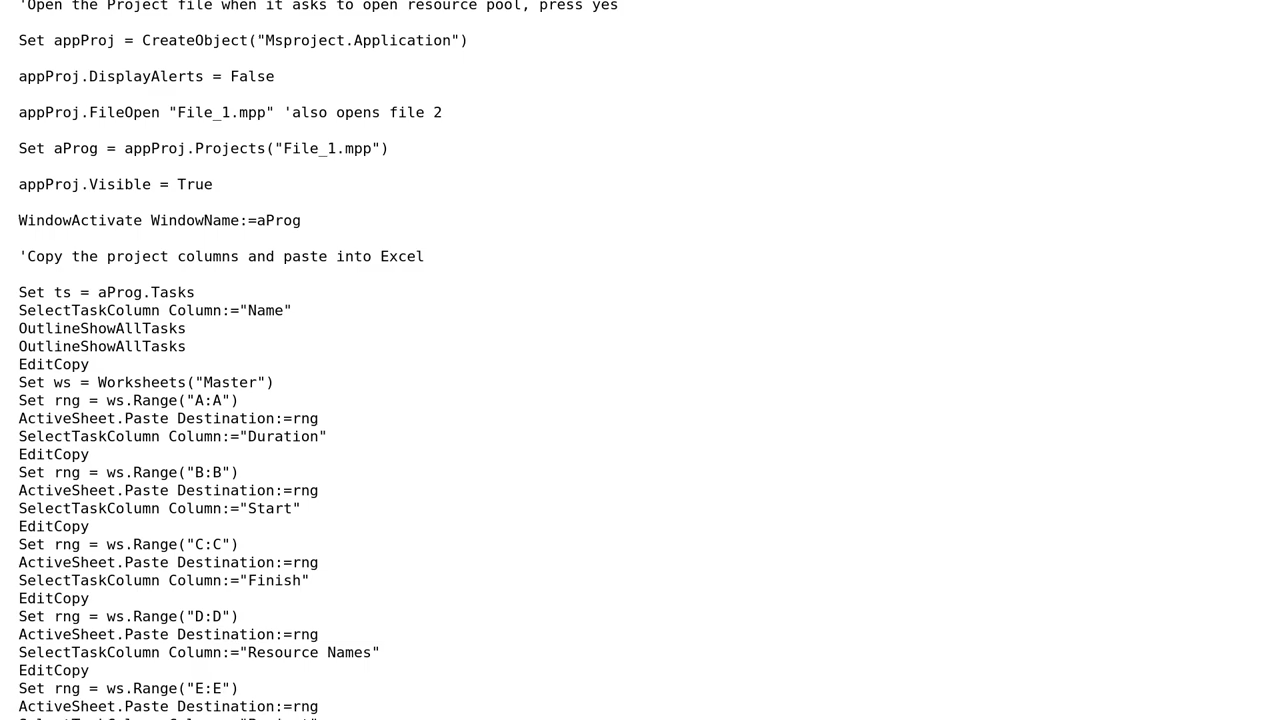 'Open the Project file when it asks to open resource pool, press yes
Set appProj = CreateObject("Msproject.Application")
appProj.DisplayAlerts = False
appProj.FileOpen "File_1.mpp" 'also opens file 2
Set aProg = appProj.Projects("File_1.mpp")
appProj.Visible = True
WindowActivate WindowName:=aProg
'Copy the project columns and paste into Excel
Set ts = aProg.Tasks
SelectTaskColumn Column:="Name"
OutlineShowAllTasks
OutlineShowAllTasks
EditCopy
Set ws = Worksheets("Master")
Set rng = ws.Range("A:A")
ActiveSheet.Paste Destination:=rng
SelectTaskColumn Column:="Duration"
EditCopy
Set rng = ws.Range("B:B")
ActiveSheet.Paste Destination:=rng
SelectTaskColumn Column:="Start"
EditCopy
Set rng = ws.Range("C:C")
ActiveSheet.Paste Destination:=rng
SelectTaskColumn Column:="Finish"
EditCopy
Set rng = ws.Range("D:D")
ActiveSheet.Paste Destination:=rng
SelectTaskColumn Column:="Resource Names"
EditCopy
Set rng = ws.Range("E:E")
ActiveSheet.Paste Destination:=rng